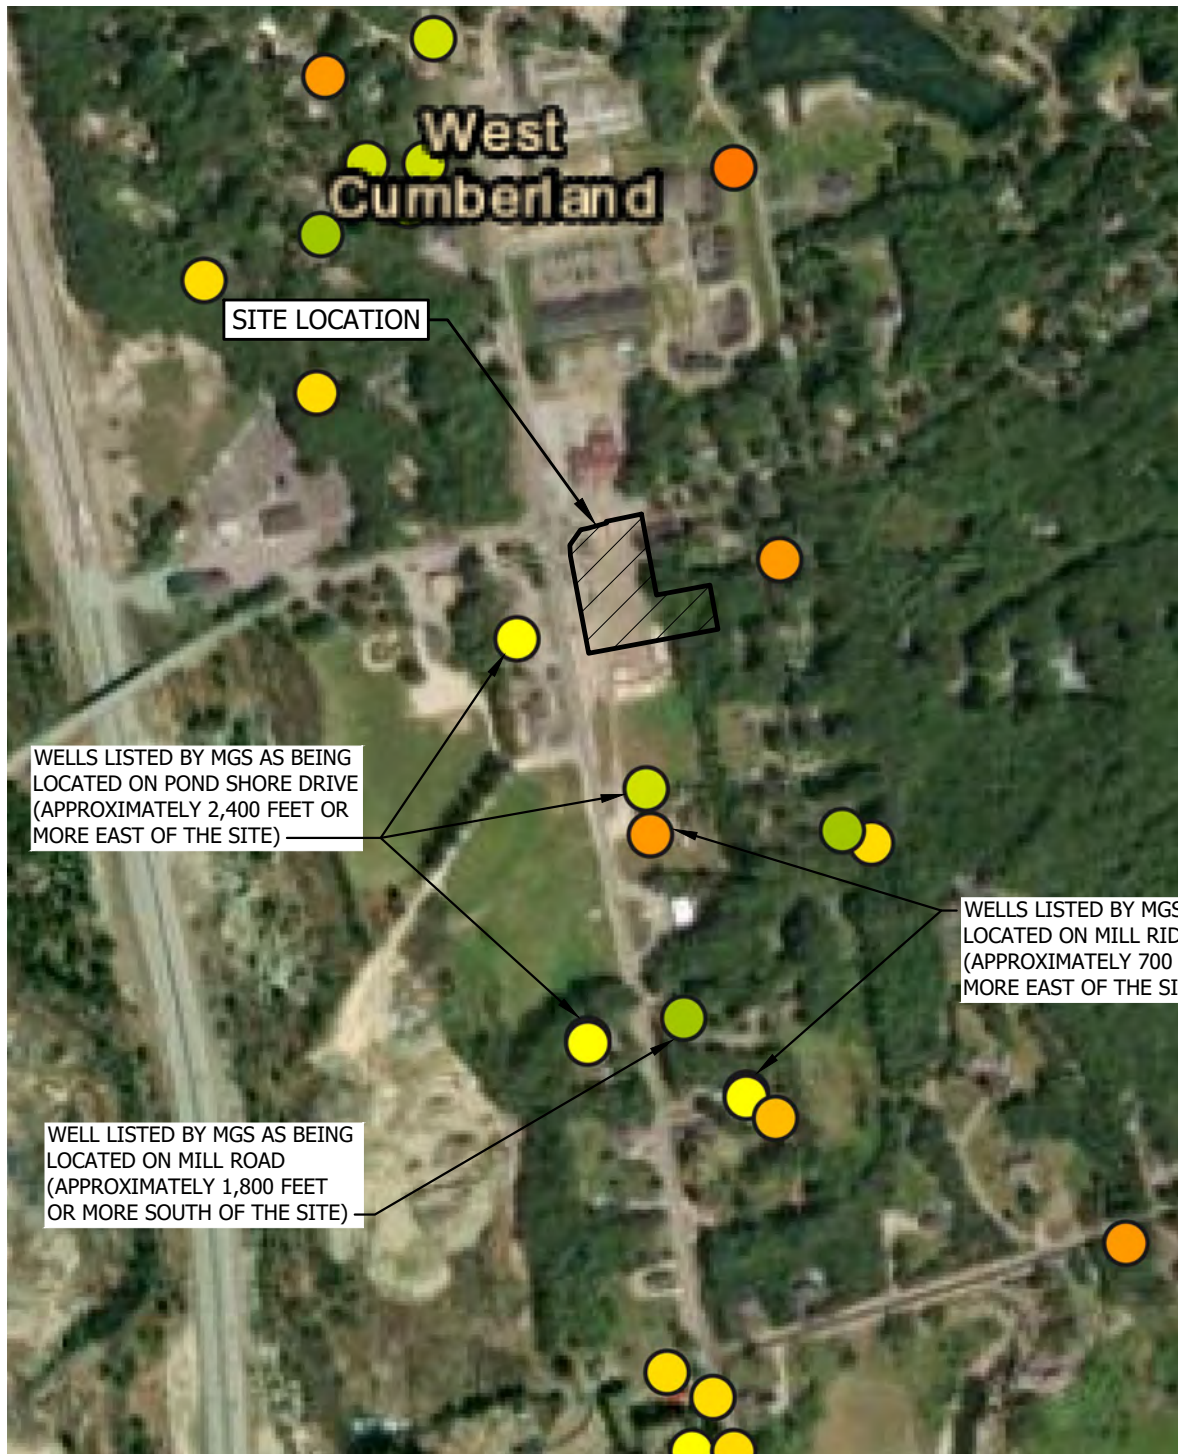 West
Cumberland
SITE LOCATION
WELLS LISTED BY MGS AS BEING
LOCATED ON POND SHORE DRIVE
(APPROXIMATELY 2,400 FEET OR
MORE EAST OF THE SITE)
WELLS LISTED BY MGS
LOCATED ON MILL
(APPROXIMATELY 700
MORE EAST OF THE
WELL LISTED BY MGS AS BEING
LOCATED ON MILL ROAD
(APPROXIMATELY 1,800 FEET
OR MORE SOUTH OF THE SITE)